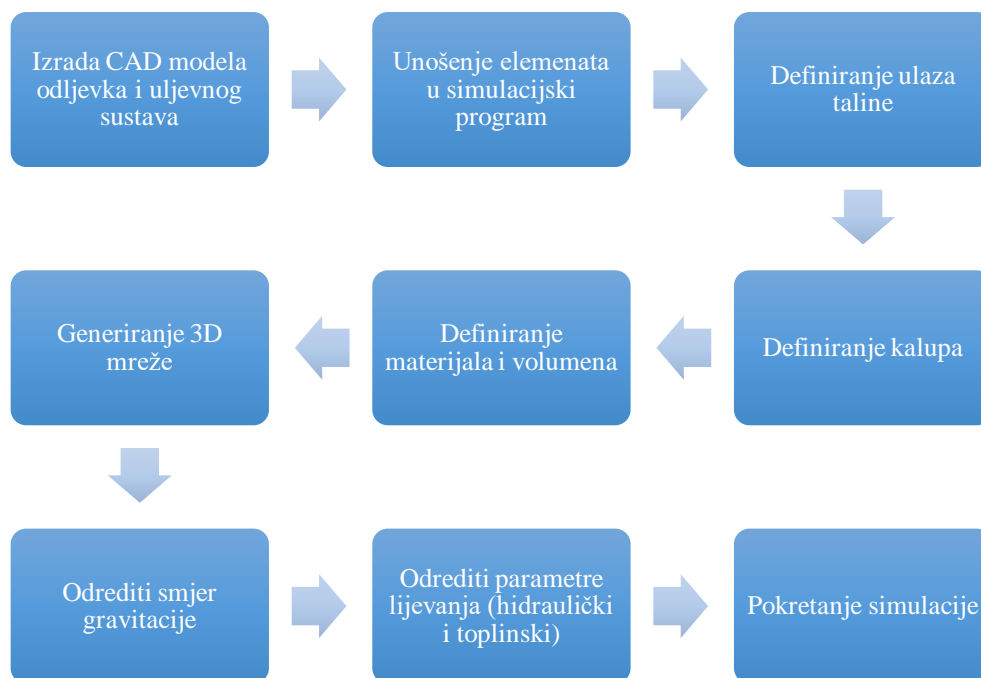 Izrada CAD modela
odljevka i uljevnog
sustava
Unošenje elemenata
u simulacijski
program
Definiranje ulaza
taline
Definiranje kalupa
Definiranje
materijala i volumena
Generiranje 3D
mreže
Odrediti smjer
gravitacije
Odrediti parametre
lijevanja (hidraulički
i toplinski)
Pokretanje simulacije